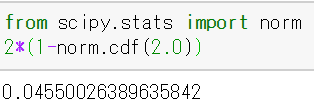 from scipy.stats import norm
2*(1-norm.cdf(2.0))
0.04550026389635842